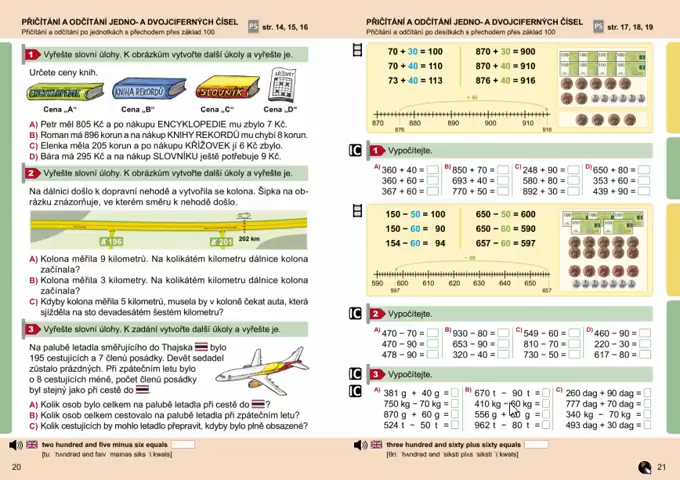 PŘIČÍTÁNÍ A ODČÍTÁNÍ JEDNO- A DVOJCIFERNÝCH ČÍSEL
Přičítání a odčítání po jednotkách s přechodem přes základ 100
PS str. 14, 15, 16
1 Vyřešte slovní úlohy. K obrázkům vytvořte další úkoly a vyřešte je.
Určete ceny knih.
ENCYKLOPEDIE
KNIHA REKORDŮ
SLOVNÍK
KŘÍŽOVKY
Cena „A“ Cena „B“ Cena „C“ Cena „D“
A) Petr měl 805 Kč a po nákupu ENCYKLOPEDIE mu zbylo 7 Kč.
B) Roman má 896 korun a na nákup KNIHY REKORDŮ mu chybí 8 korun.
C) Elenka měla 205 korun a po nákupu KŘÍŽOVEK jí 6 Kč zbylo.
D) Bára má 295 Kč a na nákup SLOVNÍKU ještě potřebuje 9 Kč.
2 Vyřešte slovní úlohy. K obrázkům vytvořte další úkoly a vyřešte je.
Na dálnici došlo k dopravní nehodě a vytvořila se kolona. Šipka na ob-
rázku znázorňuje, ve kterém směru k nehodě došlo.
196
201
202 km
A) Kolona měřila 9 kilometrů. Na kolikátém kilometru dálnice kolona
začínala?
B) Kolona měřila 3 kilometry. Na kolikátém kilometru dálnice kolona
začínala?
C) Kdyby kolona měřila 5 kilometrů, musela by v koloně čekat auta, která
sjížděla na sto devadesátém šestém kilometru?
3 Vyřešte slovní úlohy. K zadání vytvořte další úkoly a vyřešte je.
Na palubě letadla směřujícího do Thajska bylo
195 cestujících a 7 členů posádky. Devět sedadel
zůstalo prázdných. Při zpátečním letu bylo
o 8 cestujících méně, počet členů posádky
byl stejný jako při cestě do .
A) Kolik osob bylo celkem na palubě letadla při cestě do ?
B) Kolik osob celkem cestovalo na palubě letadla při zpátečním letu?
C) Kolik cestujících by mohlo letadlo přepravit, kdyby bylo plně obsazené?
two hundred and five minus six equals
20
PŘIČÍTÁNÍ A ODČÍTÁNÍ JEDNO- A DVOJCIFERNÝCH ČÍSEL
Přičítání a odčítání po desítkách s přechodem přes základ 100
PS str. 17, 18, 19
70 + 30 = 100 870 + 30 = 900
70 + 40 = 110 870 + 40 = 910
73 + 40 = 113 876 + 40 = 916
+ 40
870 880 890 900 910
876 916
1 Vypočítejte.
A) 360 + 40 = B) 850 + 70 = C) 248 + 90 = D) 650 + 80 =
360 + 60 = 693 + 40 = 580 + 80 = 353 + 60 =
367 + 60 = 770 + 50 = 892 + 30 = 439 + 90 =
150 − 50 = 100 650 − 50 = 600
150 − 60 = 90 650 − 60 = 590
154 − 60 = 94 657 − 60 = 597
− 60
590 600 610 620 630 640 650
597 657
2 Vypočítejte.
A) 470 − 70 = B) 930 − 80 = C) 549 − 60 = D) 460 − 90 =
470 − 90 = 653 − 90 = 810 − 70 = 220 − 30 =
478 − 90 = 320 − 40 = 730 − 50 = 617 − 80 =
3 Vypočítejte.
A) 381 g + 40 g = B) 670 t − 90 t = C) 260 dag + 90 dag =
750 kg − 70 kg = 410 kg − 60 kg = 777 dag + 70 dag =
870 g + 60 g = 556 g + g = 340 kg − 70 kg =
524 t − 50 t = 962 t − 80 t = 493 dag + 30 dag =
three hundred and sixty plus sixty equals
21